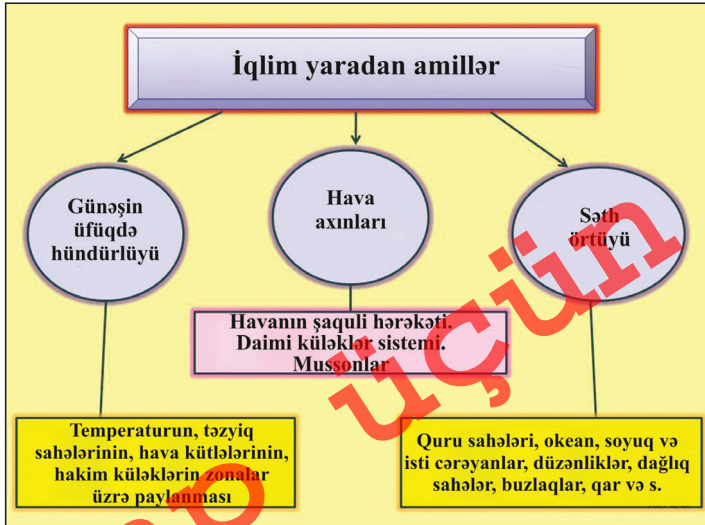 İqlim yaradan amillər
Günəşin
üfüqdə
hündürlüyü
Hava
axınları
Səth
örtüyü
Havanın şaquli hərəkəti.
Daimi küləklər sistemi.
Mussonlar
Temperaturun, təzyiq
sahələrinin, hava kütlələrinin,
hakim küləklərin zonalar
üzrə paylanması
Quru sahələri, okean, soyuq və
isti cərəyanlar, düzənliklər, dağlıq
sahələr, buzlaqlar, qar və s.
üçün